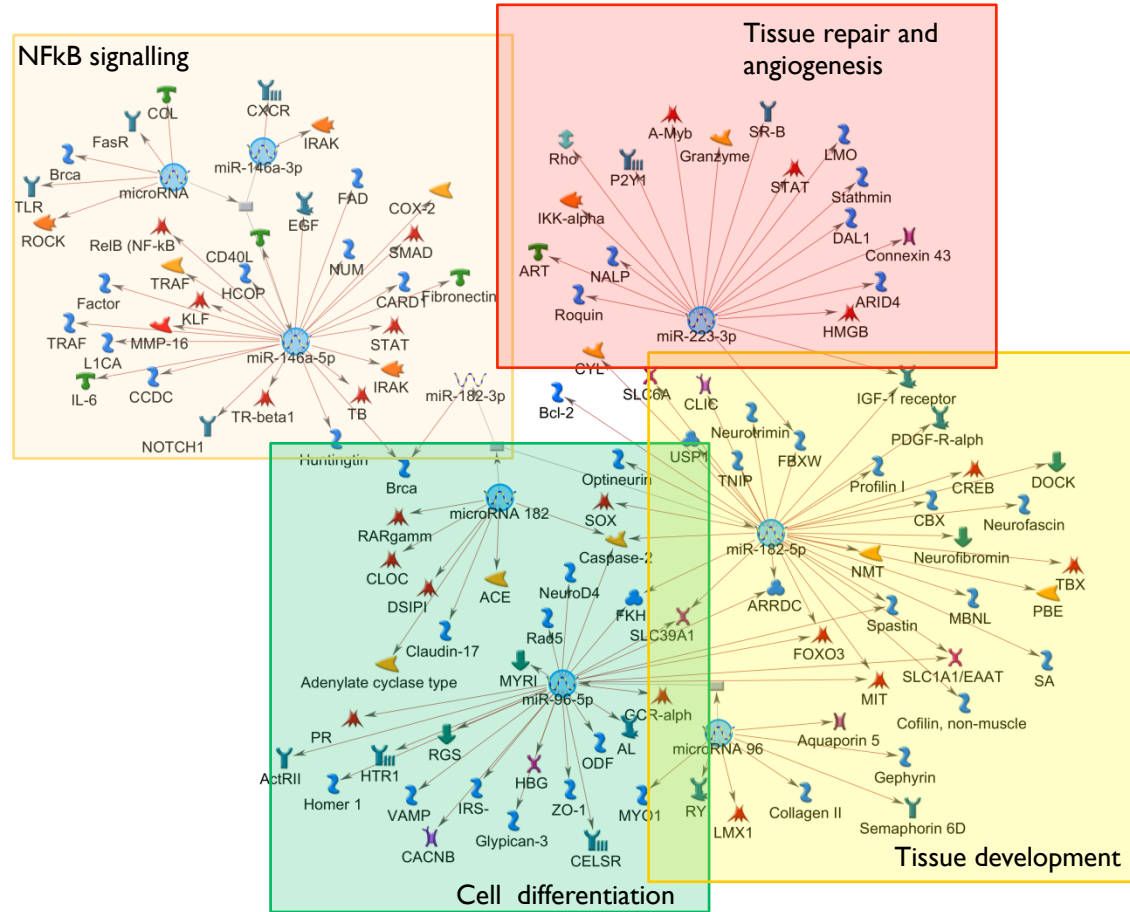 NFkB signalling
Tissue repair and
angiogenesis
CCL
CXCR
FasR
IRAK
miR-146a-3p
Brca
microRNA
TLR
FAD
COX-2
ROCK
EGF
RelB (NF-kB
CD40L
NUM
SMAD
TRAF
HCOP
Factor
CARD1
Fibronectin
KLF
TRAF
MMP-16
STAT
L1CA
miR-146a-5p
IL-6
CCDC
IRAK
miR-182-3p
TR-beta1
TB
NOTCH1
Huntingtin
A-Myb
SR-B
Rho
Granzyme
LMO
P2Y1
STAT
Stathmin
IKK-alpha
DAL1
Connexin 43
ART
NALP
ARID4
Roquin
HMGB
miR-223-3p
CYL
SLC6A
CLIC
IGF-1 receptor
Bcl-2
Neurotrimin
PDGF-R-alph
USP1
FBXW
Optineurin
TNIP
Profilin I
CREB
DOCK
Brca
microRNA 182
SOX
CBX
Neurofascin
RARgamm
Caspase-2
miR-182-5p
Neurofibromin
CLOC
NMT
TBX
ACE
NeuroD4
PBE
DSIPI
FKH
ARRDC
MBNL
Claudin-17
Rad5
SLC39A1
Spastin
FOXO3
SLC1A1/EAAT
SA
Adenylate cyclase type
MYRI
miR-96-5p
MIT
GCR-alph
Cofilin, non-muscle
PR
microRNA 96
Aquaporin 5
RGS
AL
ActRII
HTR1
ODF
Gephyrin
Homer 1
HBG
VAMP
IRS-
ZO-1
MYO1
RY
Collagen II
Glypican-3
LMX1
Semaphorin 6D
CACNB
CELSR
Tissue development
Cell differentiation